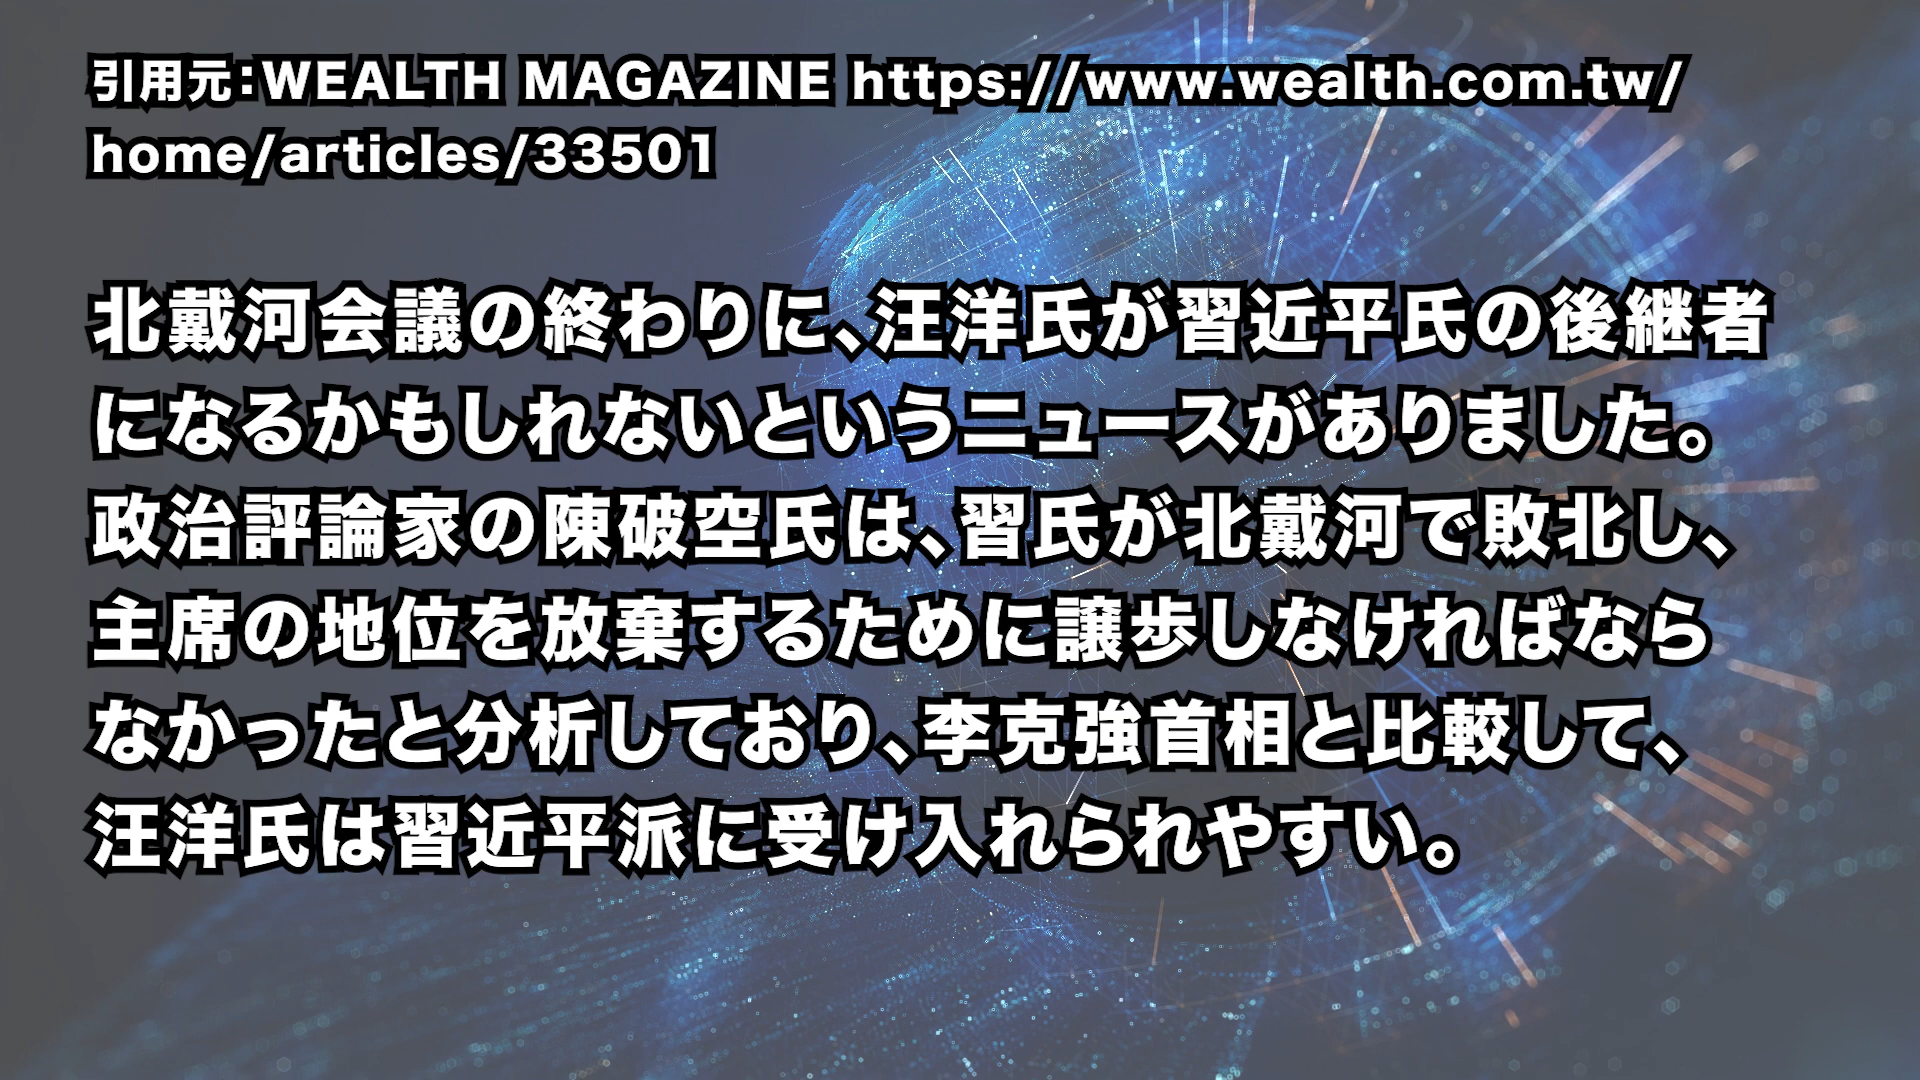 引用元：WEALTH MAGAZINE https://www.wealth.com.tw/
home/articles/33501
北戴河会議の終わりに、汪洋氏が習近平氏の後継者
になるかもしれないというニュースがありました。
政治評論家の陳破空氏は、習氏が北戴河で敗北し、
主席の地位を放棄するために譲歩しなければなら
なかったと分析しており、李克強首相と比較して、
汪洋氏は習近平派に受け入れられやすい。